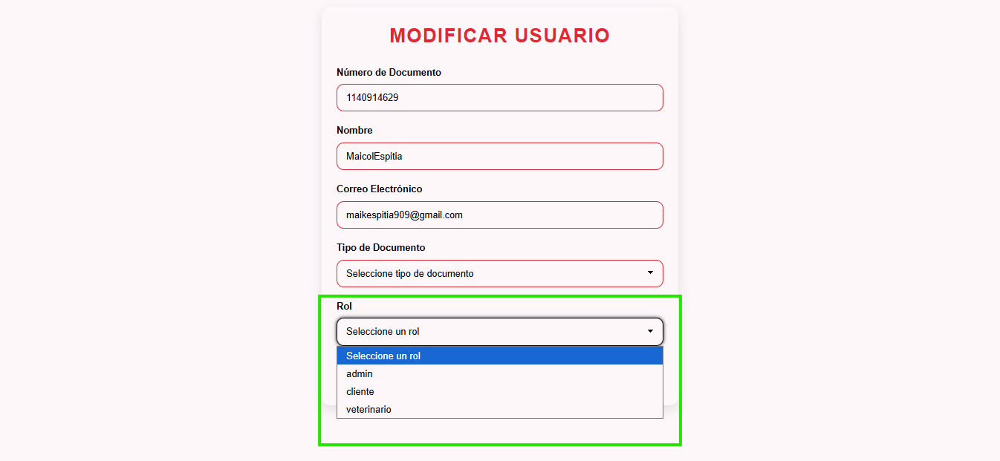 MODIFICAR USUARIO
Número de Documento
1140914629
Nombre
MaicolEspitia
Correo Electrónico
maikespitia909@gmail.com
Tipo de Documento
Seleccione tipo de documento
Rol
Seleccione un rol
Seleccione un rol
admin
cliente
veterinario